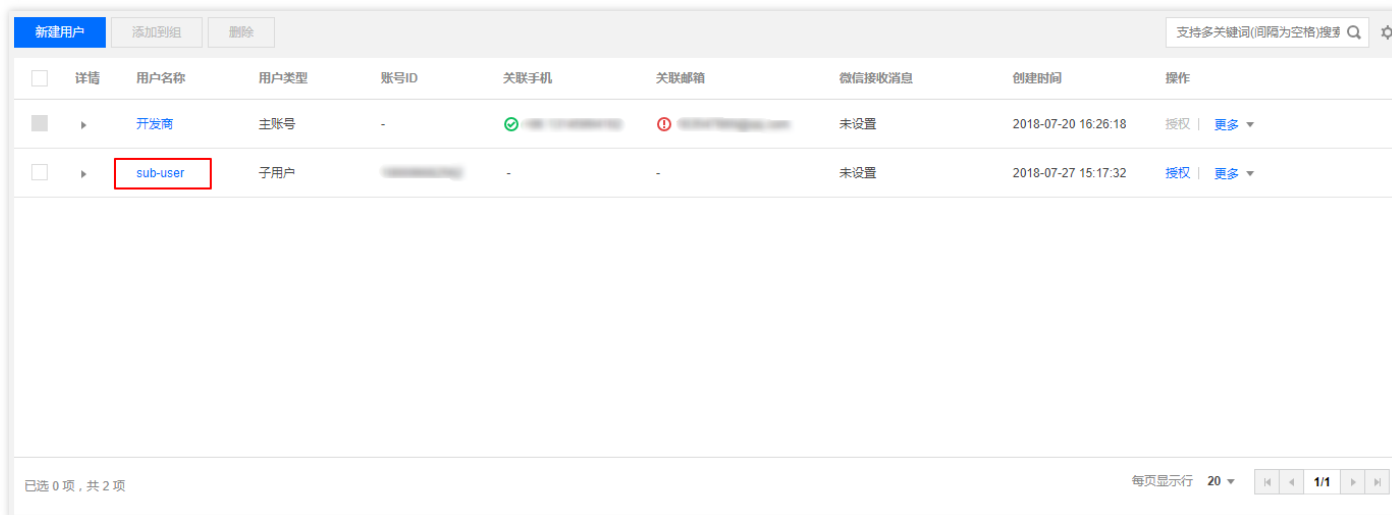 新建用户 添加到组 删除 支持多关键词(间隔为空格)搜索
详情 用户名称 用户类型 账号ID 关联手机 关联邮箱 微信接收消息 创建时间 操作
开发商 主账号 - 未设置 2018-07-20 16:26:18 授权 | 更多
sub-user 子用户 - - 未设置 2018-07-27 15:17:32 授权 | 更多
已选 0 项，共 2 项 每页显示行 20 1/1